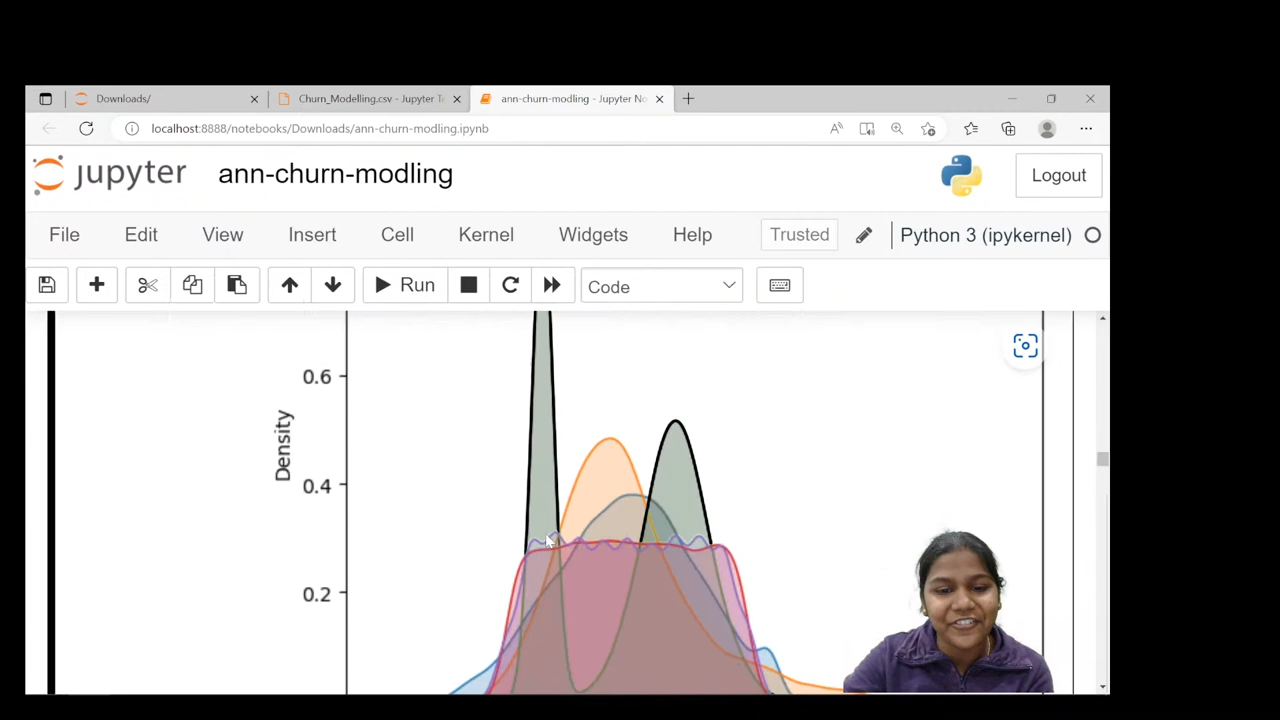 Downloads/
Churn_Modelling.csv - Jupyter Te
ann-churn-modling - Jupyter No
localhost:8888/notebooks/Downloads/ann-churn-modling.ipynb
jupyter
ann-churn-modling
Logout
File Edit View Insert Cell Kernel Widgets Help Trusted Python 3 (ipykernel)
Run Code
0.6
Density
0.4
0.2